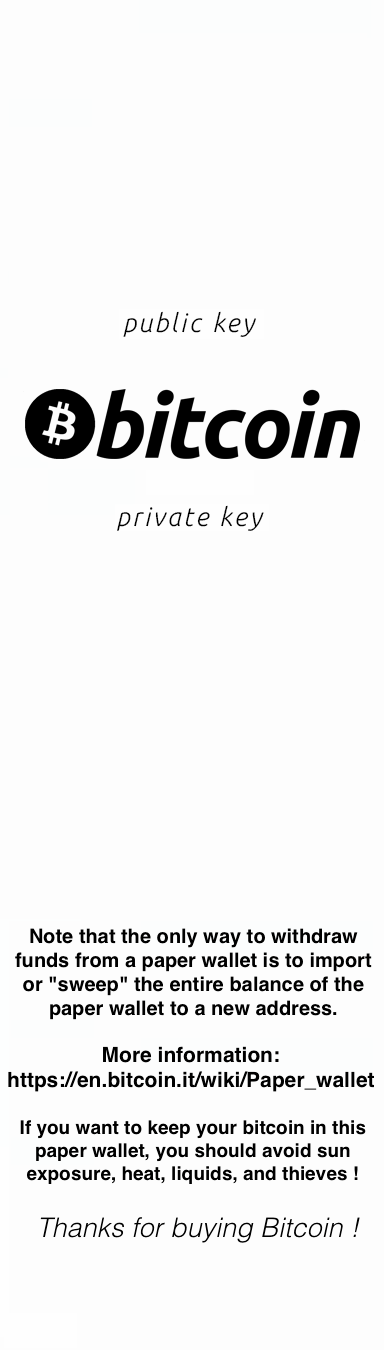 public key
bitcoin
private key
Note that the only way to withdraw
funds from a paper wallet is to import
or "sweep" the entire balance of the
paper wallet to a new address.
More information:
https://en.bitcoin.it/wiki/Paper_wallet
If you want to keep your bitcoin in this
paper wallet, you should avoid sun
exposure, heat, liquids, and thieves !
Thanks for buying Bitcoin !